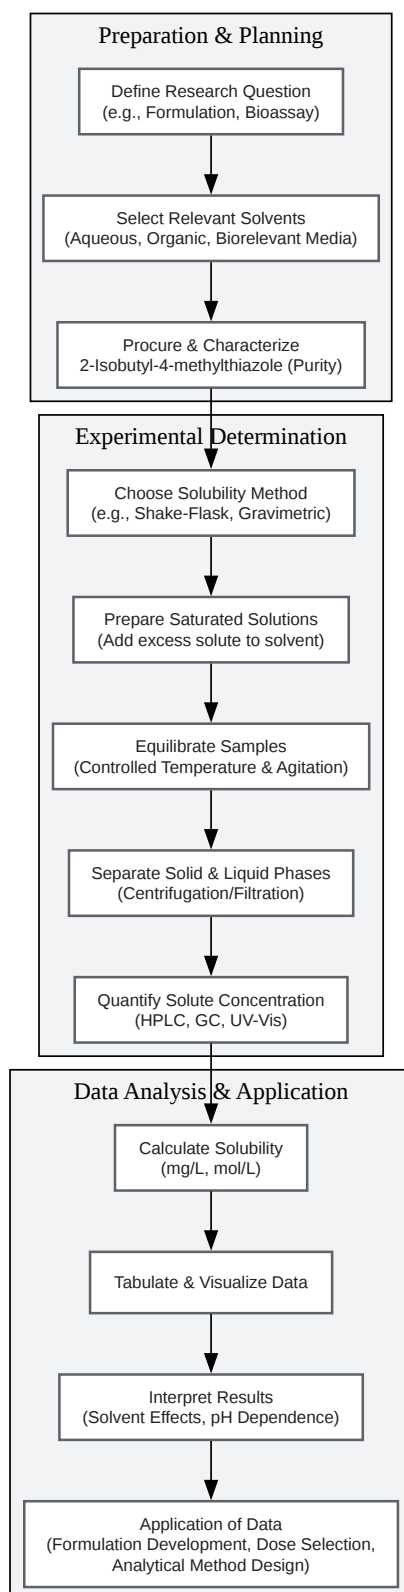 Preparation & Planning
Define Research Question
(e.g., Formulation, Bioassay)
Select Relevant Solvents
(Aqueous, Organic, Biorelevant Media)
Procure & Characterize
2-Isobutyl-4-methylthiazole (Purity)
Experimental Determination
Choose Solubility Method
(e.g., Shake-Flask, Gravimetric)
Prepare Saturated Solutions
(Add excess solute to solvent)
Equilibrate Samples
(Controlled Temperature & Agitation)
Separate Solid & Liquid Phases
(Centrifugation/Filtration)
Quantify Solute Concentration
(HPLC, GC, UV-Vis)
Data Analysis & Application
Calculate Solubility
(mg/L, mol/L)
Tabulate & Visualize Data
Interpret Results
(Solvent Effects, pH Dependence)
Application of Data
(Formulation Development, Dose Selection,
Analytical Method Design)